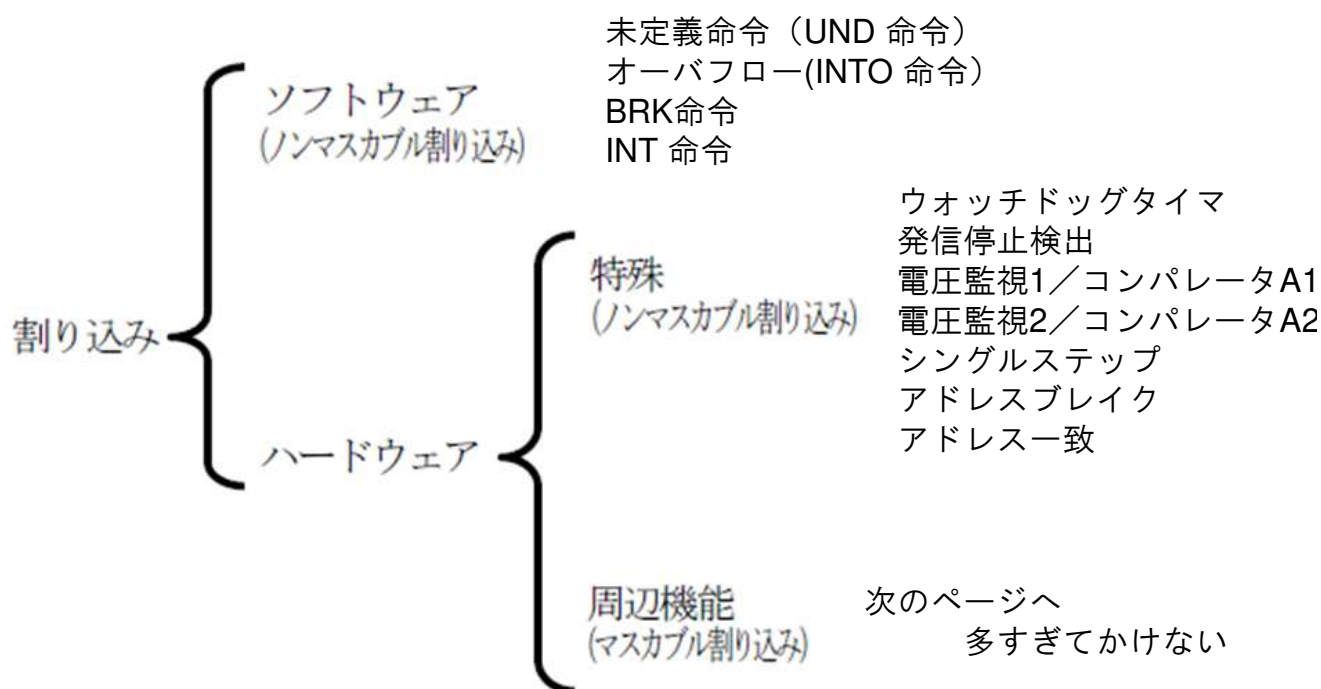 未定義命令（UND 命令）
オーバフロー(INTO 命令）
BRK命令
INT 命令
ソフトウェア
(ノンマスカブル割り込み)
ウォッチドッグタイマ
発信停止検出
電圧監視1／コンパレータA1
電圧監視2／コンパレータA2
シングルステップ
アドレスブレイク
アドレス一致
特殊
(ノンマスカブル割り込み)
割り込み
ハードウェア
周辺機能
(マスカブル割り込み)
次のページへ
多すぎてかけない